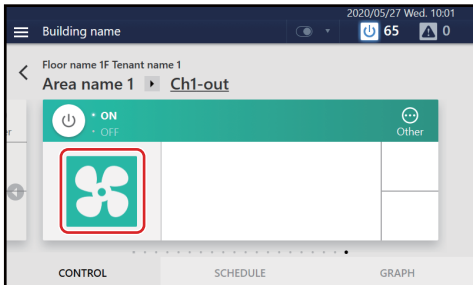 2020/05/27 Wed. 10:01
Building name 65 0
Floor name 1F Tenant name 1
Area name 1 Ch1-out
ON
OFF
Other
CONTROL SCHEDULE GRAPH